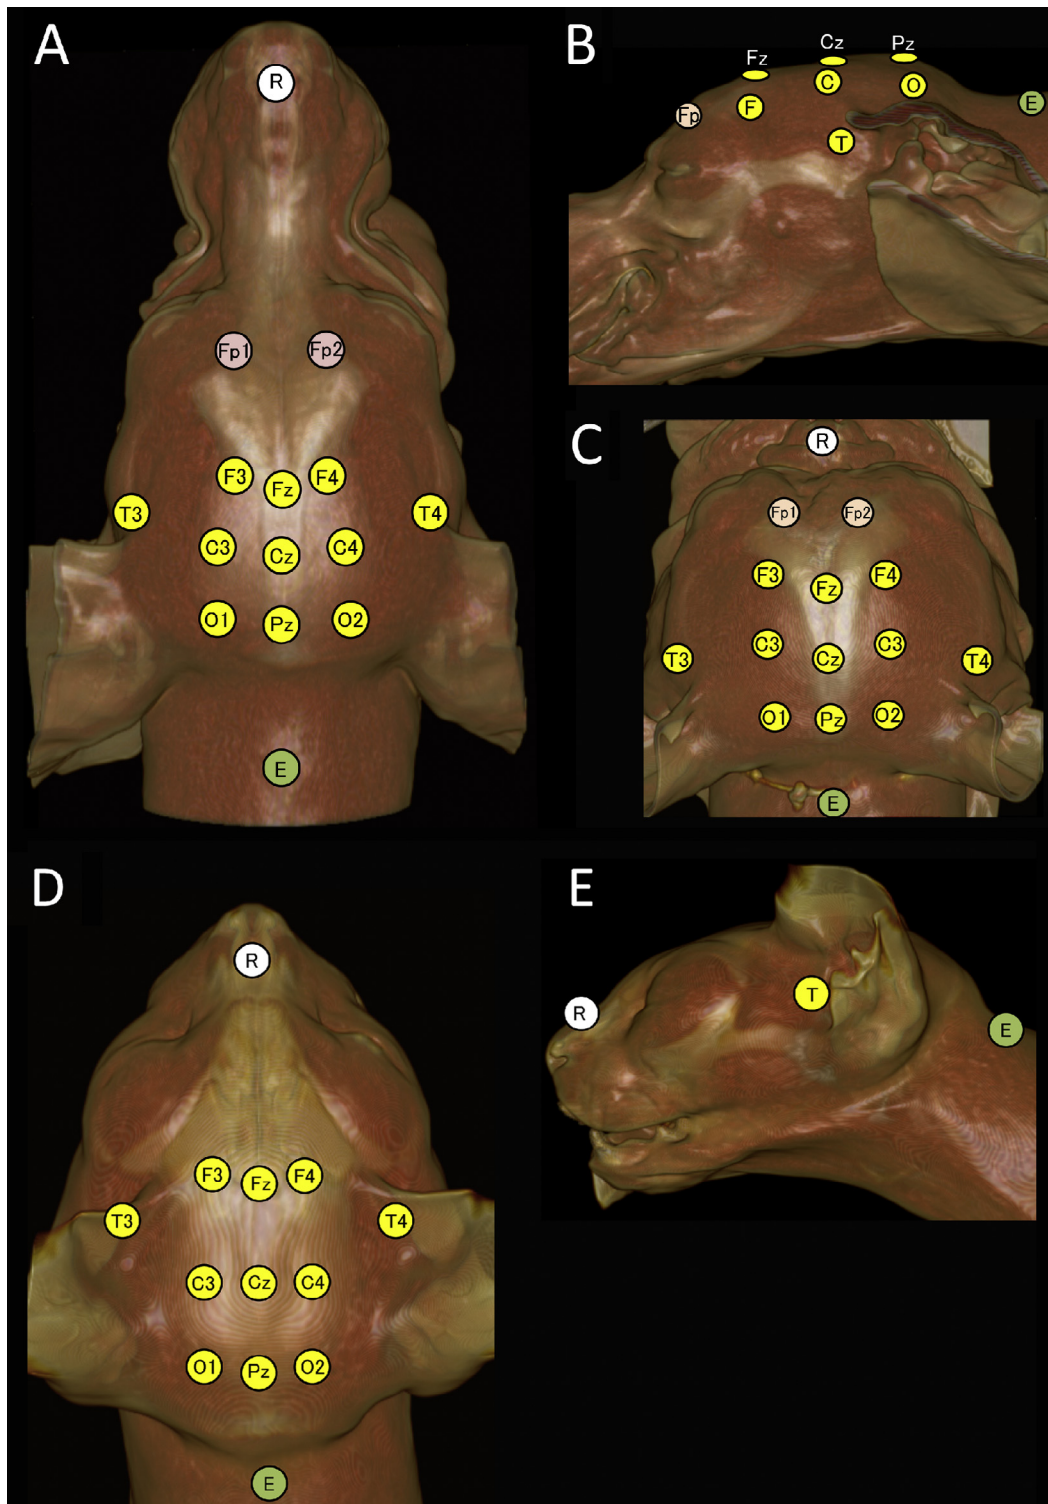 A
R
Fp1 Fp2
F3 Fz F4
T3 T4
C3 Cz C4
O1 Pz O2
E
B
Fz Cz Pz
Fp F C O E
T
C
R
Fp1 Fp2
F3 Fz F4
C3 Cz C3
T3 T4
O1 Pz O2
E
D
R
F3 Fz F4
T3 T4
C3 Cz C4
O1 Pz O2
E
E
T
R
E